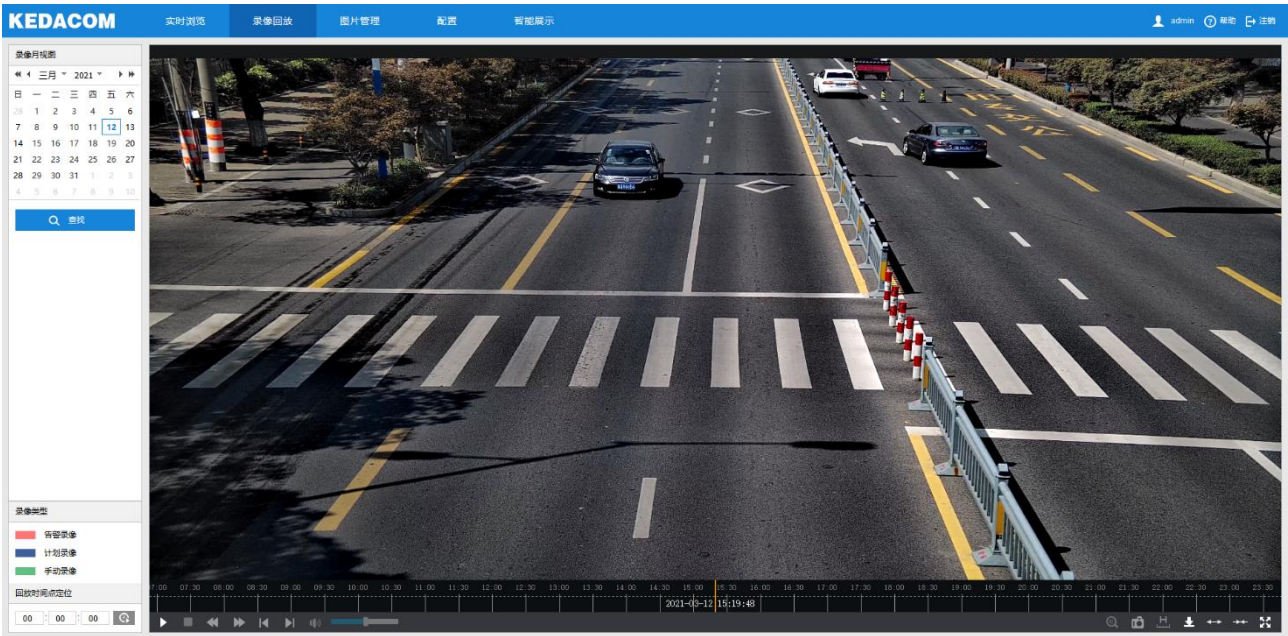 KEDACOM 实时浏览 录像回放 图片管理 配置 智能展示 admin 帮助 注销
录像月视图
三月 2021
日 一 二 三 四 五 六
28 1 2 3 4 5 6
7 8 9 10 11 12 13
14 15 16 17 18 19 20
21 22 23 24 25 26 27
28 29 30 31 1 2 3
4 5 6 7 8 9 10
查找
录像类型
告警录像
计划录像
手动录像
回放时间点定位
00 : 00 : 00
7:00 07:30 08:00 08:30 09:00 09:30 10:00 10:30 11:00 11:30 12:00 12:30 13:00 13:30 14:00 14:30 15:00 15:30 16:00 16:30 17:00 17:30 18:00 18:30 19:00 19:30 20:00 20:30 21:00 21:30 22:00 22:30 23:00 23:30
2021-03-12 15:19:48